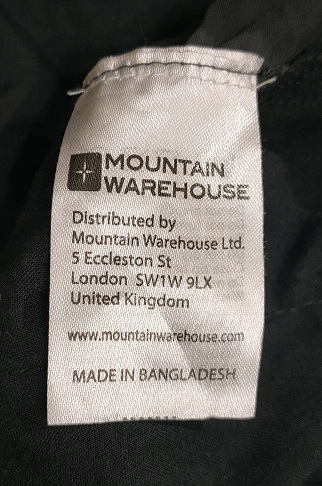 MOUNTAIN
WAREHOUSE
Distributed by
Mountain Warehouse Ltd.
5 Eccleston St
London SW1W 9LX
United Kingdom
www.mountainwarehouse.com
MADE IN BANGLADESH